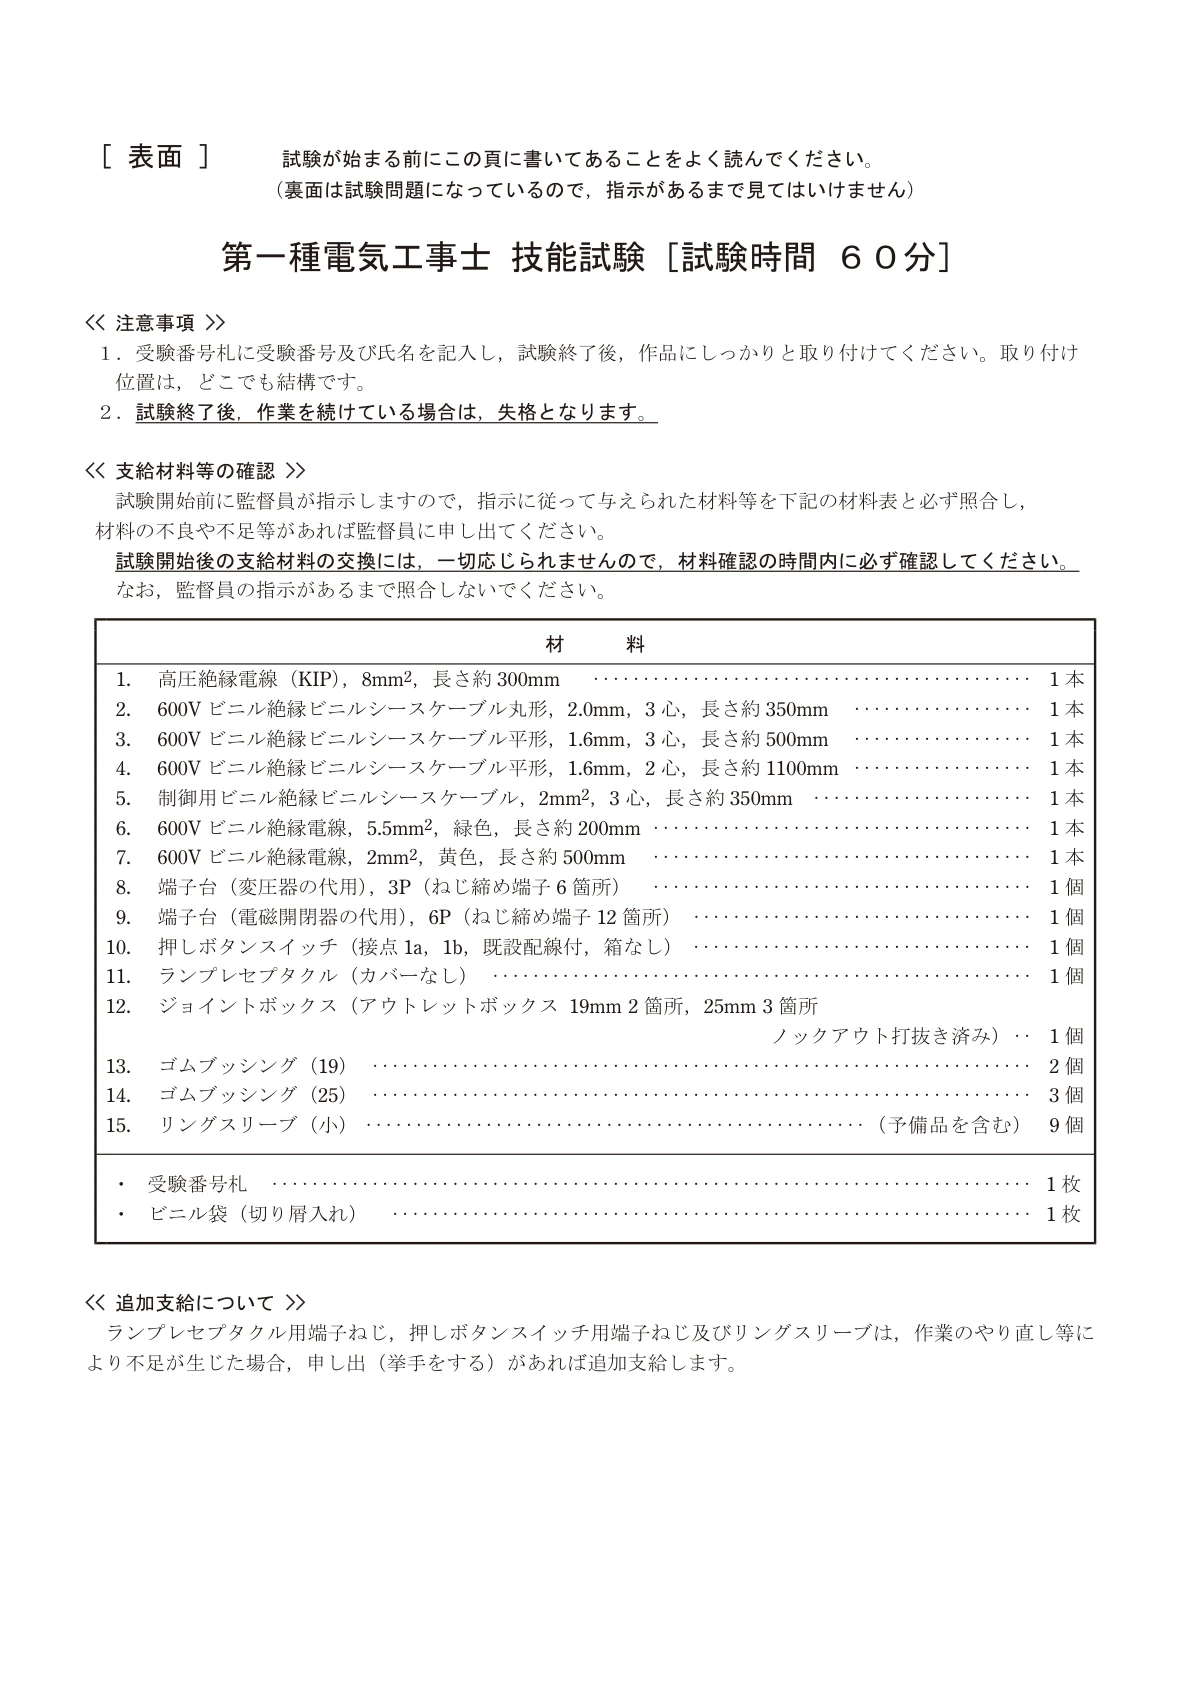 ［ 表面 ］ 試験が始まる前にこの頁に書いてあることをよく読んでください。
（裏面は試験問題になっているので，指示があるまで見てはいけません）
第一種電気工事士 技能試験［試験時間 ６０分］
≪ 注意事項 ≫
１．受験番号札に受験番号及び氏名を記入し，試験終了後，作品にしっかりと取り付けてください。取り付け
位置は，どこでも結構です。
２．試験終了後，作業を続けている場合は，失格となります。
≪ 支給材料等の確認 ≫
試験開始前に監督員が指示しますので，指示に従って与えられた材料等を下記の材料表と必ず照合し，
材料の不良や不足等があれば監督員に申し出てください。
試験開始後の支給材料の交換には，一切応じられませんので，材料確認の時間内に必ず確認してください。
なお，監督員の指示があるまで照合しないでください。
材 料
1. 高圧絶縁電線（KIP），8mm²，長さ約 300mm ･････････････････････ 1 本
2. 600V ビニル絶縁ビニルシースケーブル丸形，2.0mm，3 心，長さ約 350mm ･････････ 1 本
3. 600V ビニル絶縁ビニルシースケーブル平形，1.6mm，3 心，長さ約 500mm ･････････ 1 本
4. 600V ビニル絶縁ビニルシースケーブル平形，1.6mm，2 心，長さ約 1100mm ･････････ 1 本
5. 制御用ビニル絶縁ビニルシースケーブル，2mm²，3 心，長さ約 350mm ･･･････････ 1 本
6. 600V ビニル絶縁電線，5.5mm²，緑色，長さ約 200mm ･･････････････････ 1 本
7. 600V ビニル絶縁電線，2mm²，黄色，長さ約 500mm ･･････････････････ 1 本
8. 端子台（変圧器の代用），3P（ねじ締め端子 6 箇所） ･･････････････････ 1 個
9. 端子台（電磁開閉器の代用），6P（ねじ締め端子 12 箇所） ････････････････ 1 個
10. 押しボタンスイッチ（接点 1a，1b，既設配線付，箱なし） ････････････････ 1 個
11. ランプレセプタクル（カバーなし） ･･････････････････････････ 1 個
12. ジョイントボックス（アウトレットボックス 19mm 2 箇所，25mm 3 箇所
ノックアウト打抜き済み）･･ 1 個
13. ゴムブッシング（19） ････････････････････････････････ 2 個
14. ゴムブッシング（25） ････････････････････････････････ 3 個
15. リングスリーブ（小） ････････････････････････（予備品を含む） 9 個
・ 受験番号札 ･････････････････････････････････････ 1 枚
・ ビニル袋（切り屑入れ） ･･･････････････････････････････ 1 枚
≪ 追加支給について ≫
ランプレセプタクル用端子ねじ，押しボタンスイッチ用端子ねじ及びリングスリーブは，作業のやり直し等に
より不足が生じた場合，申し出（挙手をする）があれば追加支給します。